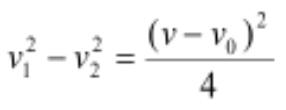 v₁² − v₂² = (v − v₀)² / 4